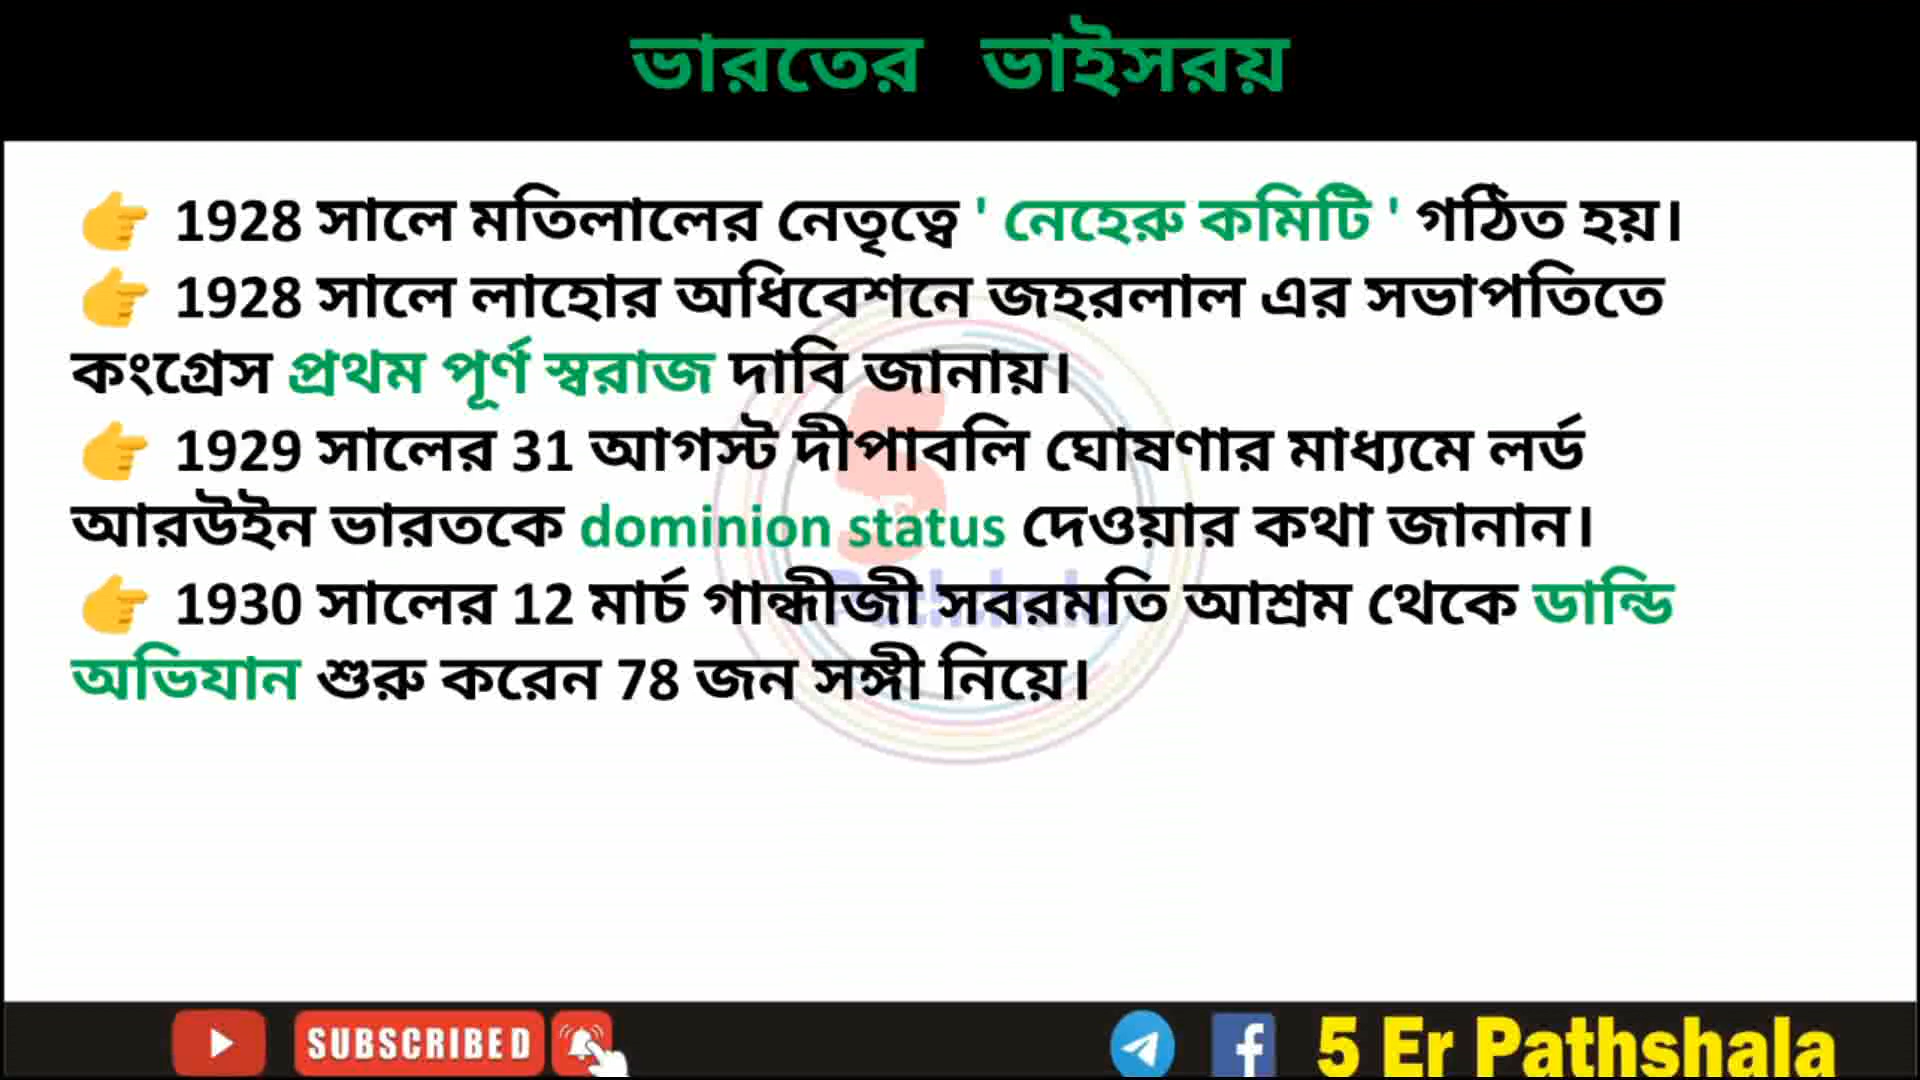 ভারতের ভাইসরয়
👉 1928 সালে মতিলালের নেতৃত্বে ' নেহেরু কমিটি ' গঠিত হয়।
👉 1928 সালে লাহোর অধিবেশনে জহরলাল এর সভাপতিতে
কংগ্রেস প্রথম পূর্ণ স্বরাজ দাবি জানায়।
👉 1929 সালের 31 আগস্ট দীপাবলি ঘোষণার মাধ্যমে লর্ড
আরউইন ভারতকে dominion status দেওয়ার কথা জানান।
👉 1930 সালের 12 মার্চ গান্ধীজী সবরমতি আশ্রম থেকে ডান্ডি
অভিযান শুরু করেন 78 জন সঙ্গী নিয়ে।
5
Pathshala
SUBSCRIBED
5 Er Pathshala